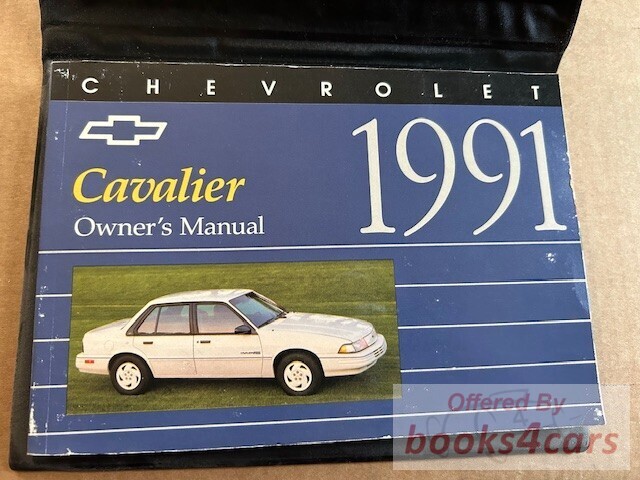 CHEVROLET
1991
Cavalier
Owner's Manual
Offered By
books4cars